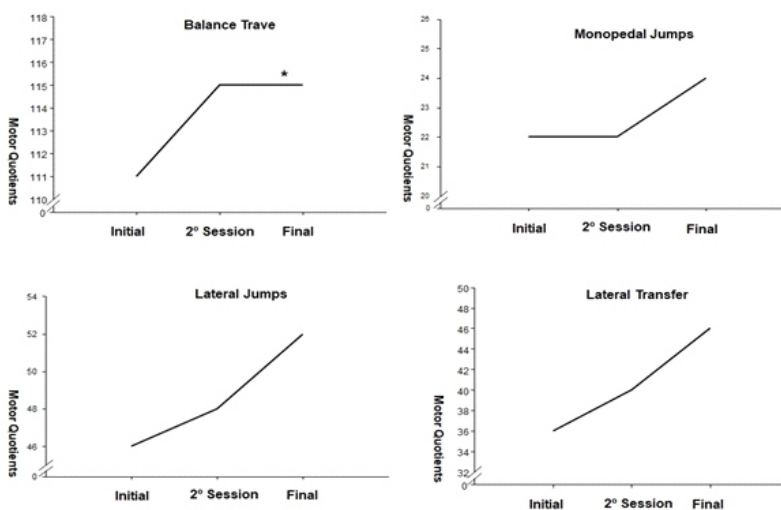 Balance Trave
Motor Quotients
118
117
116
115
114
113
112
111
110
0
*
Initial
2º Session
Final
Monopedal Jumps
Motor Quotients
26
25
24
23
22
21
20
0
Initial
2º Session
Final
Lateral Jumps
Motor Quotients
54
52
50
48
46
0
Initial
2º Session
Final
Lateral Transfer
Motor Quotients
50
48
46
44
42
40
38
36
34
32
0
Initial
2º Session
Final